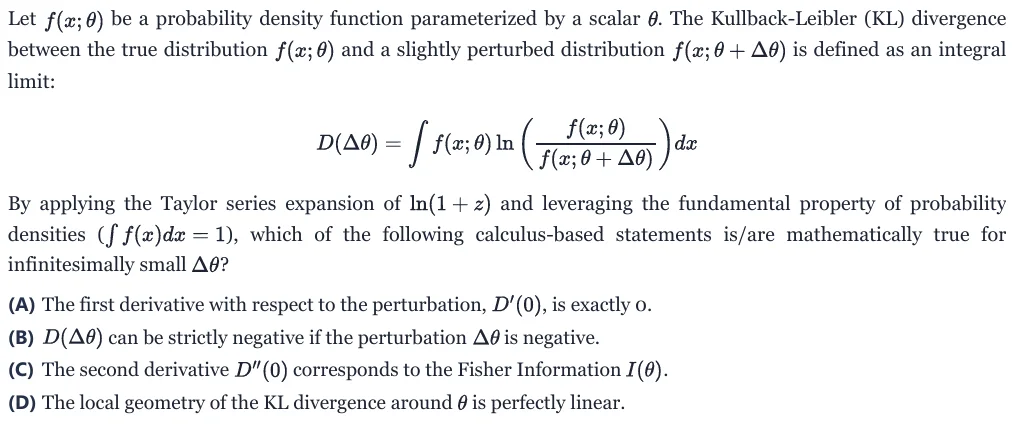 Let f(x; θ) be a probability density function parameterized by a scalar θ. The Kullback-Leibler (KL) divergence
between the true distribution f(x; θ) and a slightly perturbed distribution f(x; θ + Δθ) is defined as an integral
limit:
D(Δθ) = ∫ f(x; θ) ln ( f(x; θ) / f(x; θ + Δθ) ) dx
By applying the Taylor series expansion of ln(1 + z) and leveraging the fundamental property of probability
densities (∫ f(x)dx = 1), which of the following calculus-based statements is/are mathematically true for
infinitesimally small Δθ?
(A) The first derivative with respect to the perturbation, D′(0), is exactly 0.
(B) D(Δθ) can be strictly negative if the perturbation Δθ is negative.
(C) The second derivative D″(0) corresponds to the Fisher Information I(θ).
(D) The local geometry of the KL divergence around θ is perfectly linear.